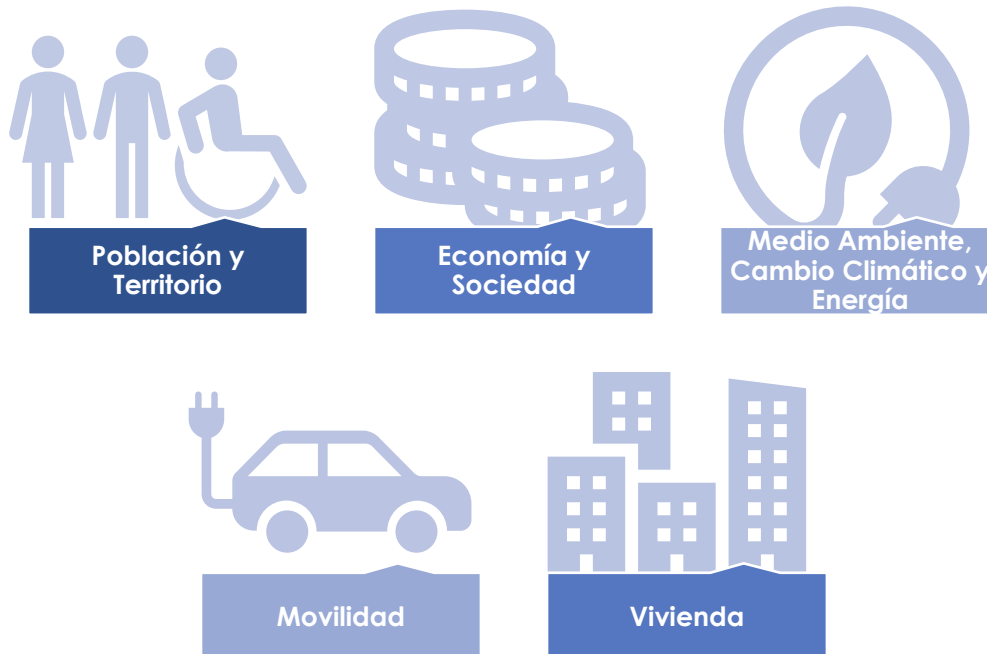 Población y
Territorio
Economía y
Sociedad
Medio Ambiente,
Cambio Climático y
Energía
Movilidad
Vivienda